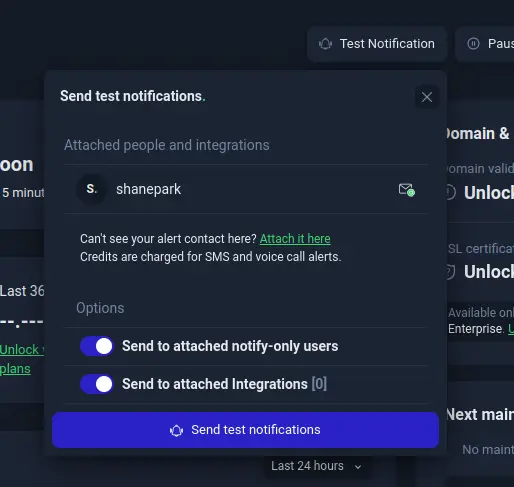 Test Notification
Paus
Send test notifications.
Attached people and integrations
S. shanepark
Can't see your alert contact here? Attach it here
Credits are charged for SMS and voice call alerts.
Options
Send to attached notify-only users
Send to attached Integrations [0]
Send test notifications
oon
5 minut
Last 36
--.---
Unlock
plans
Last 24 hours
Domain &
omain valid
Unlock
SL certificat
Unlock
Available onl
Enterprise. U
Next main
No maint